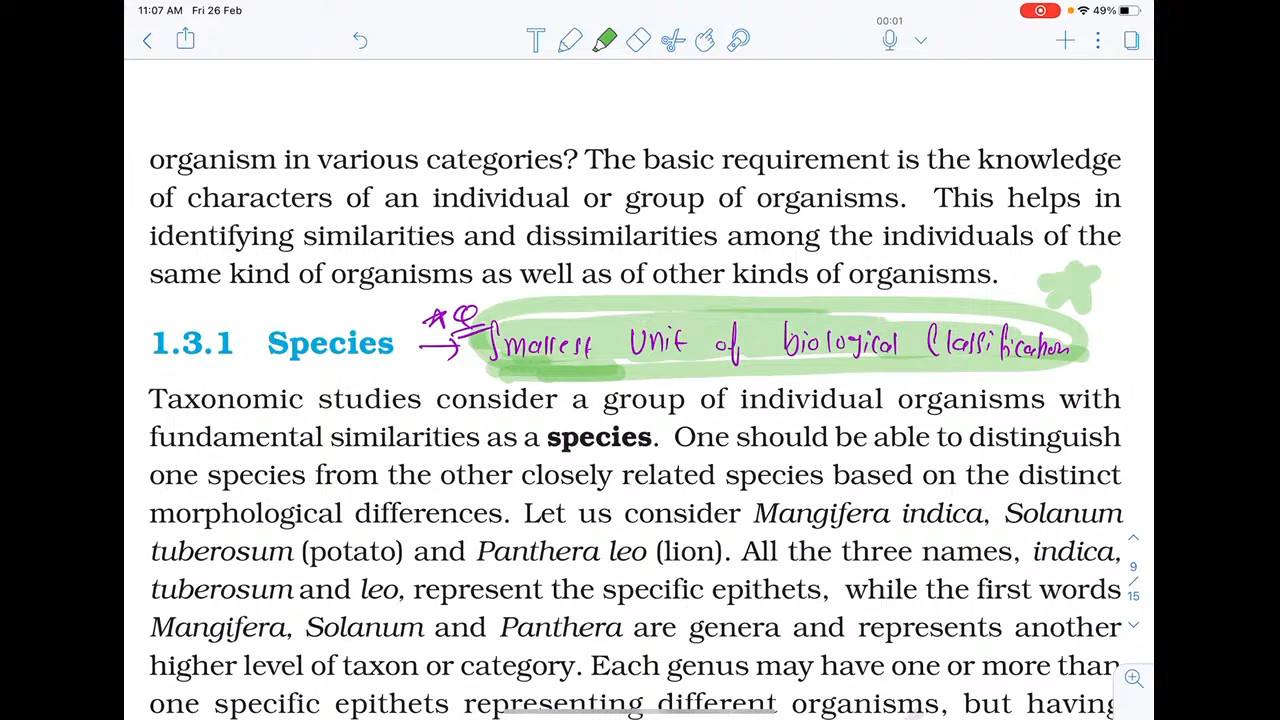 11:07 AM Fri 26 Feb
49%
00:01
organism in various categories? The basic requirement is the knowledge
of characters of an individual or group of organisms. This helps in
identifying similarities and dissimilarities among the individuals of the
same kind of organisms as well as of other kinds of organisms.
1.3.1 Species → Smallest Unit of biological Classification
Taxonomic studies consider a group of individual organisms with
fundamental similarities as a species. One should be able to distinguish
one species from the other closely related species based on the distinct
morphological differences. Let us consider Mangifera indica, Solanum
tuberosum (potato) and Panthera leo (lion). All the three names, indica,
tuberosum and leo, represent the specific epithets, while the first words
Mangifera, Solanum and Panthera are genera and represents another
higher level of taxon or category. Each genus may have one or more than
one specific epithets representing different organisms, but having
9
/
15